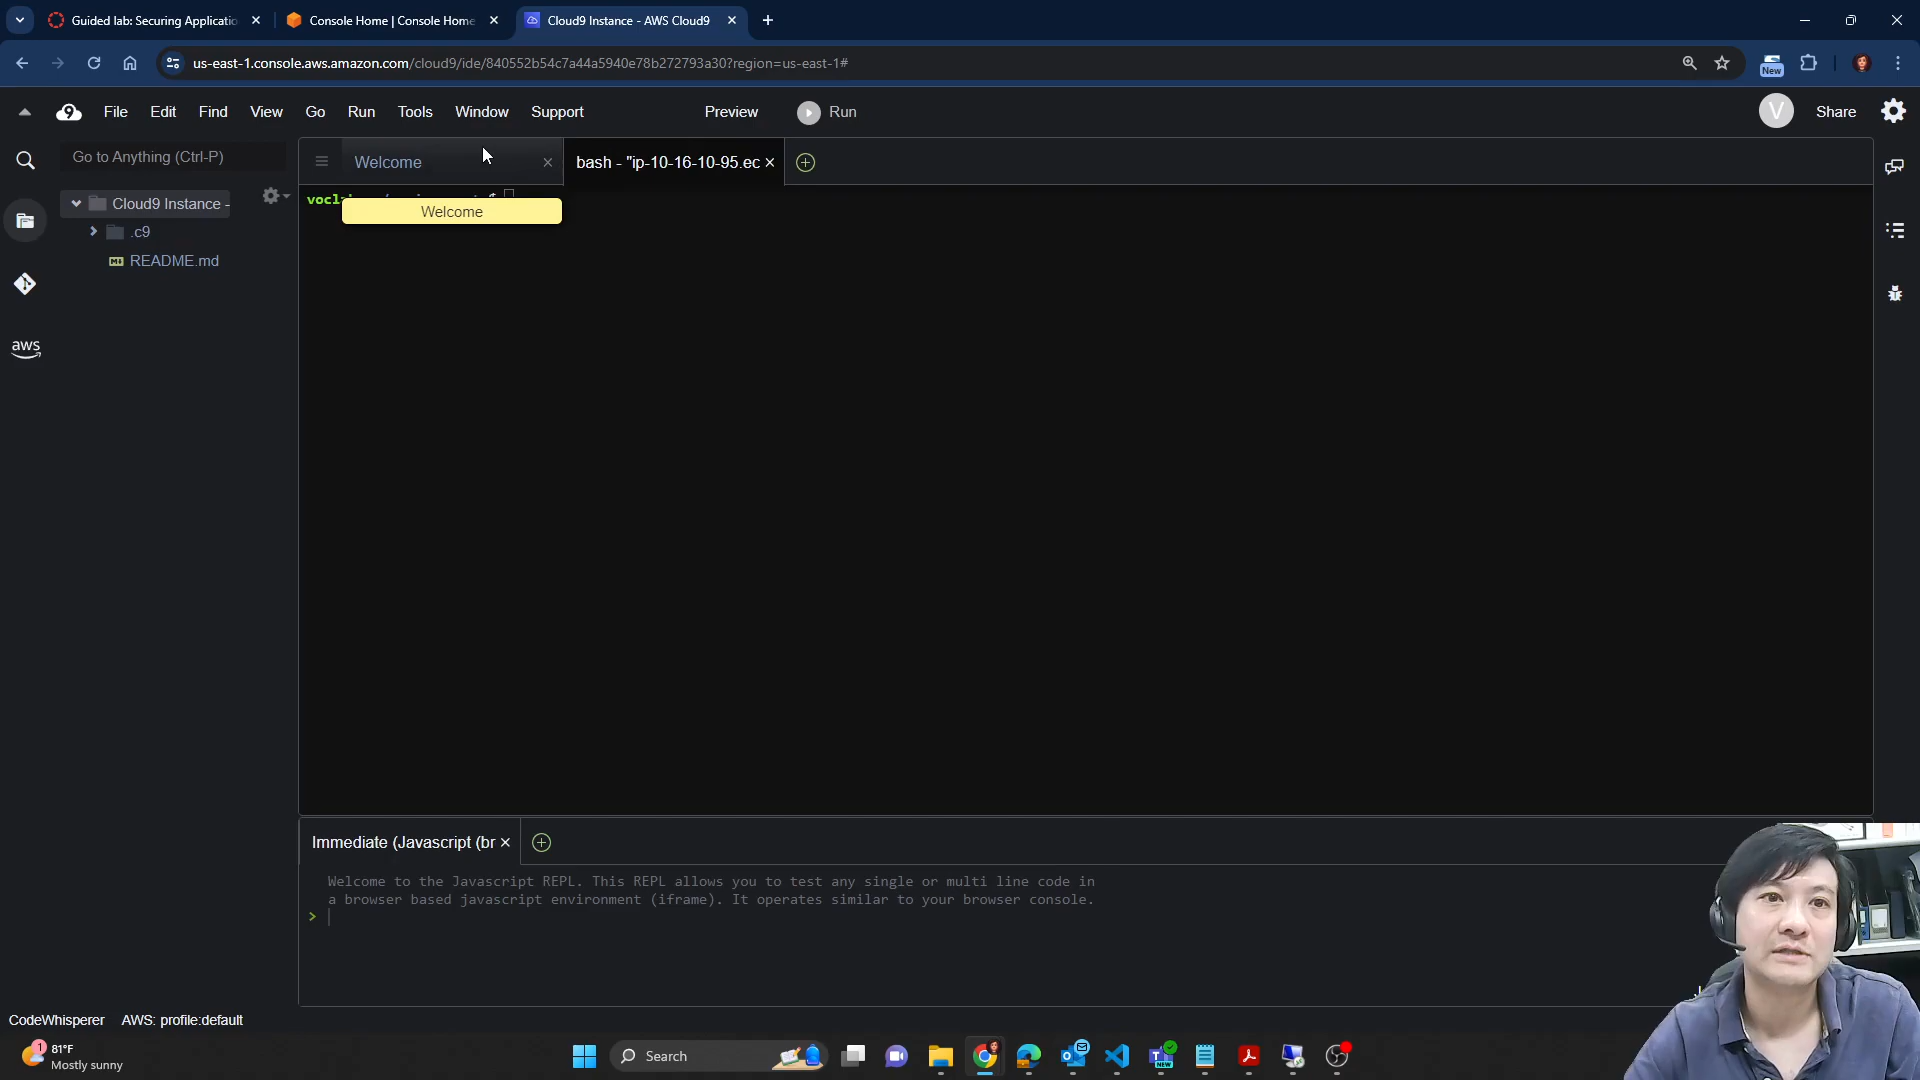 Guided lab: Securing Applicatio
Console Home | Console Home
Cloud9 Instance - AWS Cloud9
us-east-1.console.aws.amazon.com/cloud9/ide/840552b54c7a44a5940e78b272793a30?region=us-east-1#
New
9 File Edit Find View Go Run Tools Window Support Preview Run V Share
Go to Anything (Ctrl-P)
Welcome
bash - "ip-10-16-10-95.ec
Cloud9 Instance -
.c9
README.md
aws
Welcome
Immediate (Javascript (br
Welcome to the Javascript REPL. This REPL allows you to test any single or multi line code in
a browser based javascript environment (iframe). It operates similar to your browser console.
>
CodeWhisperer AWS: profile:default
1
81°F
Mostly sunny
Search
NEW